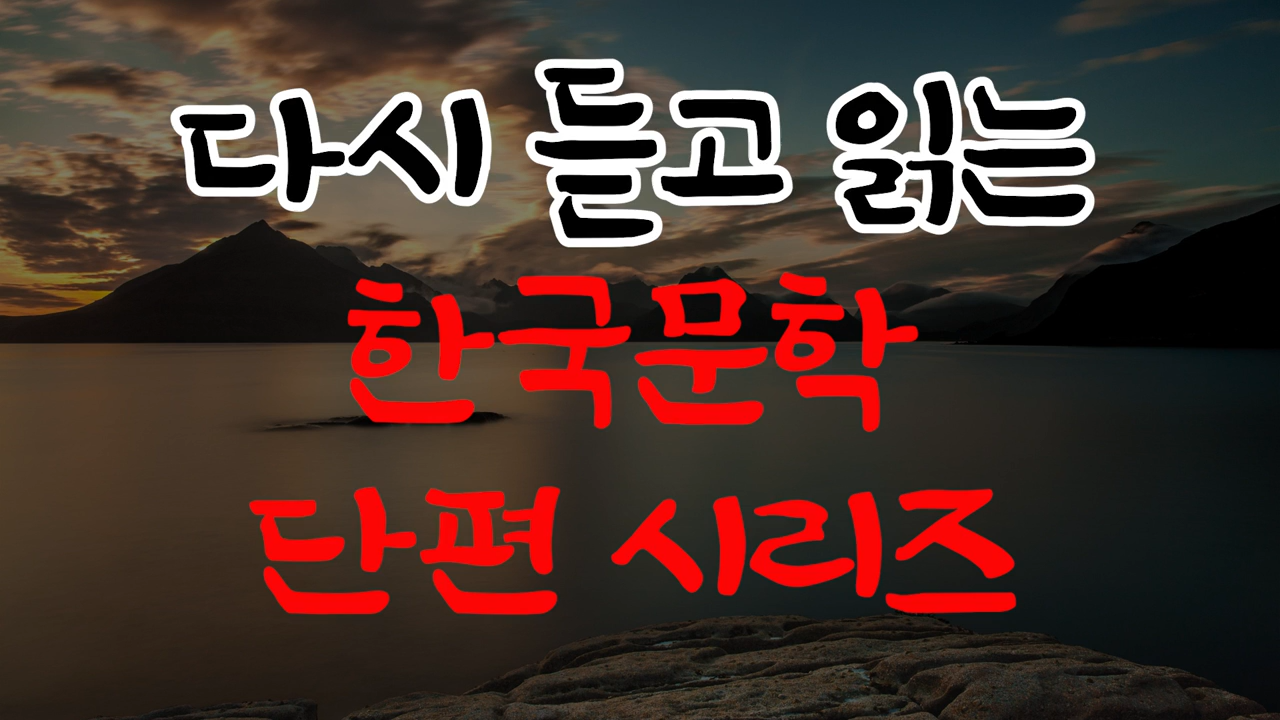 다시 듣고 읽는
한국문학
단편 시리즈